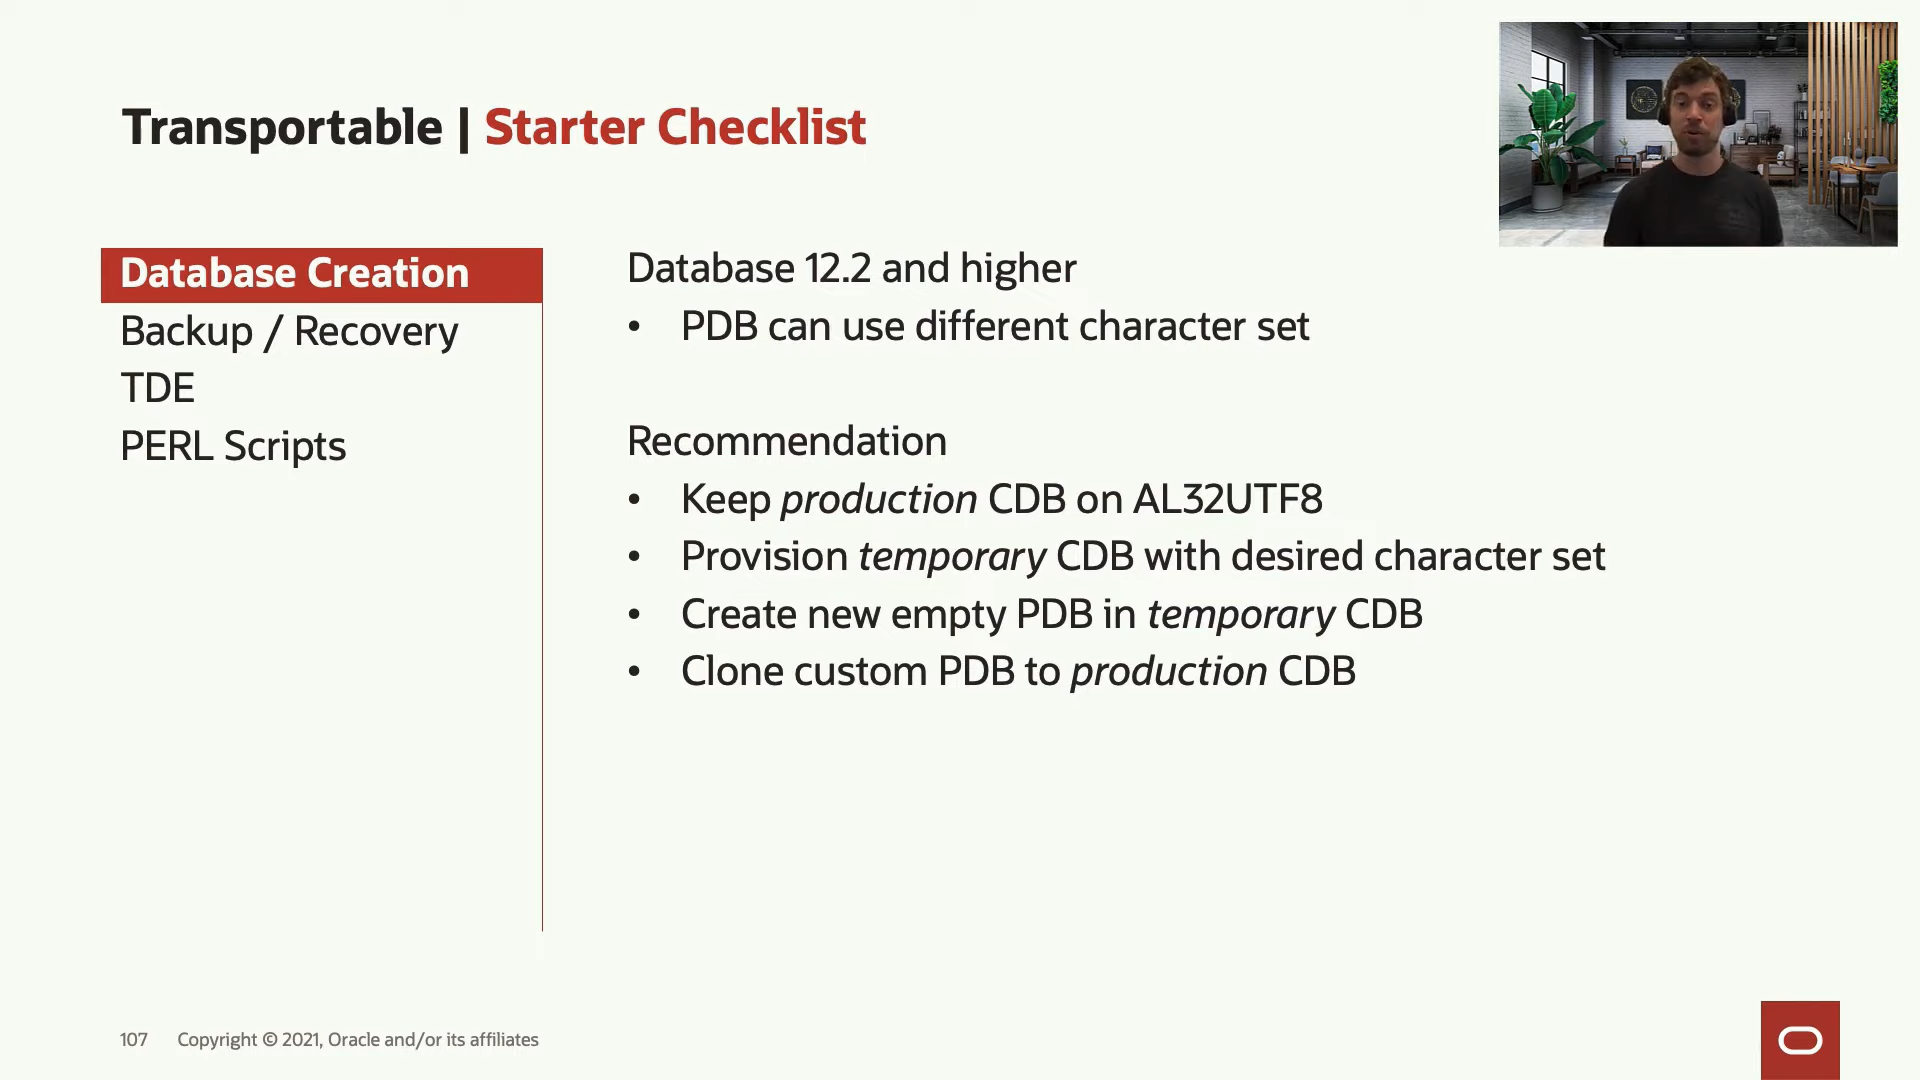 Transportable | Starter Checklist
Database Creation
Backup / Recovery
TDE
PERL Scripts
Database 12.2 and higher
• PDB can use different character set
Recommendation
• Keep production CDB on AL32UTF8
• Provision temporary CDB with desired character set
• Create new empty PDB in temporary CDB
• Clone custom PDB to production CDB
107 Copyright © 2021, Oracle and/or its affiliates